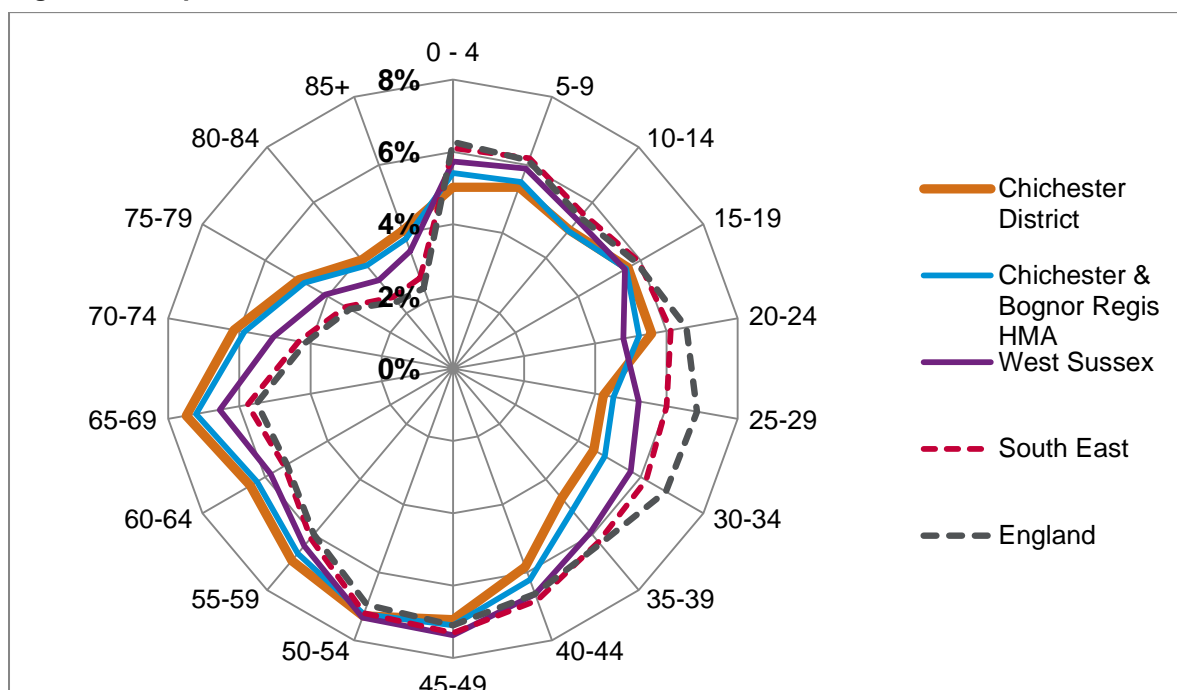 0 - 4
5-9
10-14
15-19
20-24
25-29
30-34
35-39
40-44
45-49
50-54
55-59
60-64
65-69
70-74
75-79
80-84
85+
8%
6%
4%
2%
0%
Chichester
District
Chichester &
Bognor Regis
HMA
West Sussex
South East
England